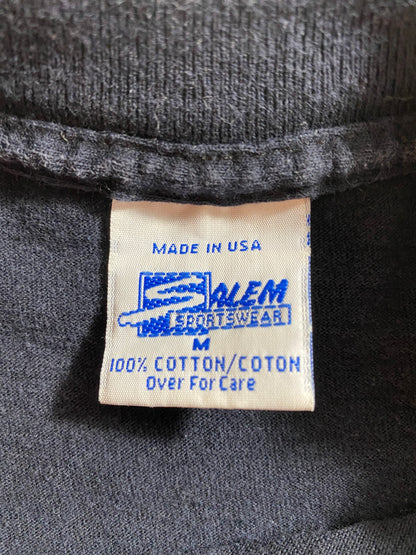 MADE IN USA
SALEM
SPORTSWEAR
M
100% COTTON/COTON
Over For Care